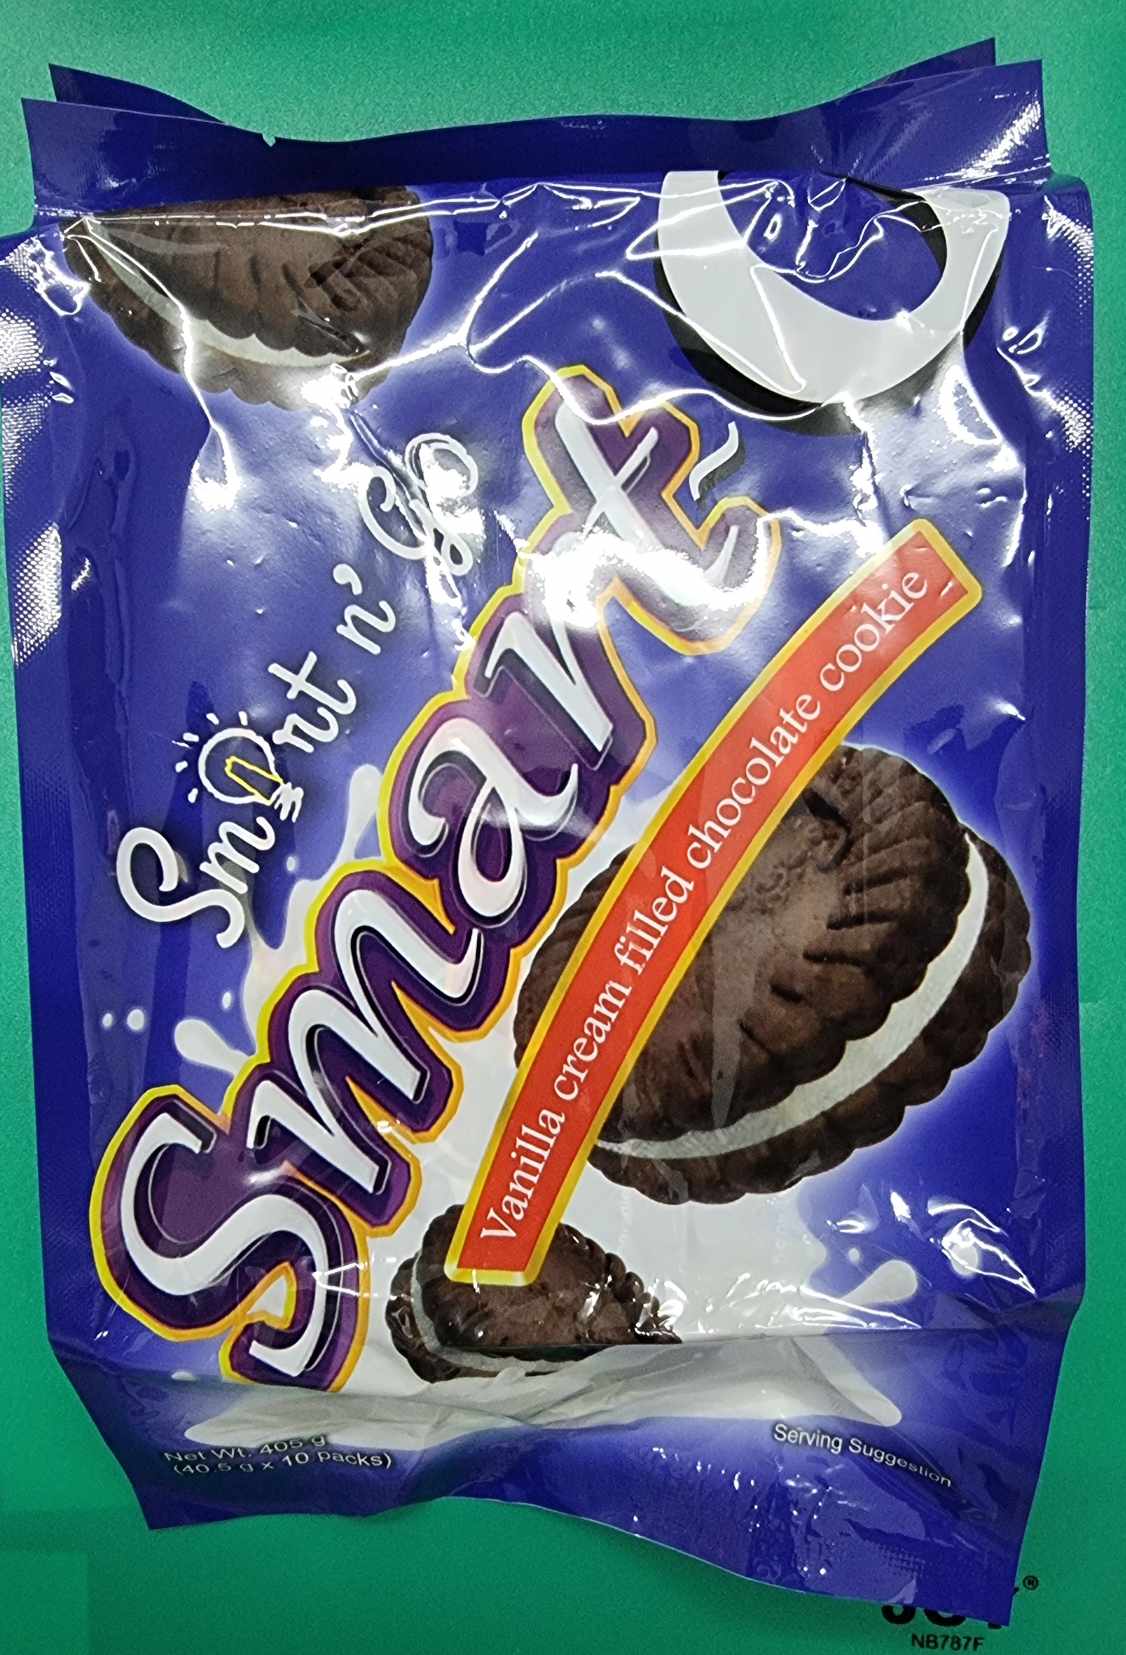 Smart n' Go
Smart
Vanilla cream filled chocolate cookie
Net Wt. 405 g
(40.5 g x 10 packs)
Serving Suggestion
®
NB787F